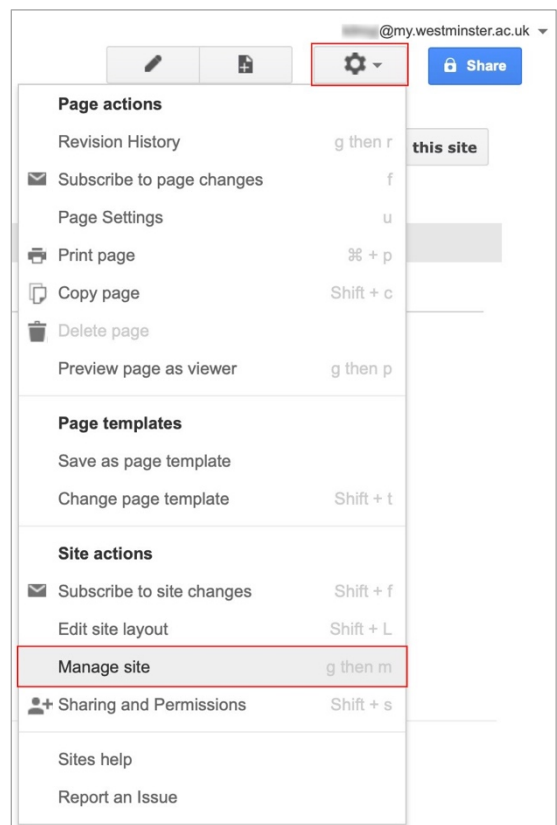 @my.westminster.ac.uk
Share
Page actions
Revision History g then r
this site
Subscribe to page changes f
Page Settings u
Print page ⌘ + p
Copy page Shift + c
Delete page
Preview page as viewer g then p
Page templates
Save as page template
Change page template Shift + t
Site actions
Subscribe to site changes Shift + f
Edit site layout Shift + L
Manage site g then m
Sharing and Permissions Shift + s
Sites help
Report an Issue